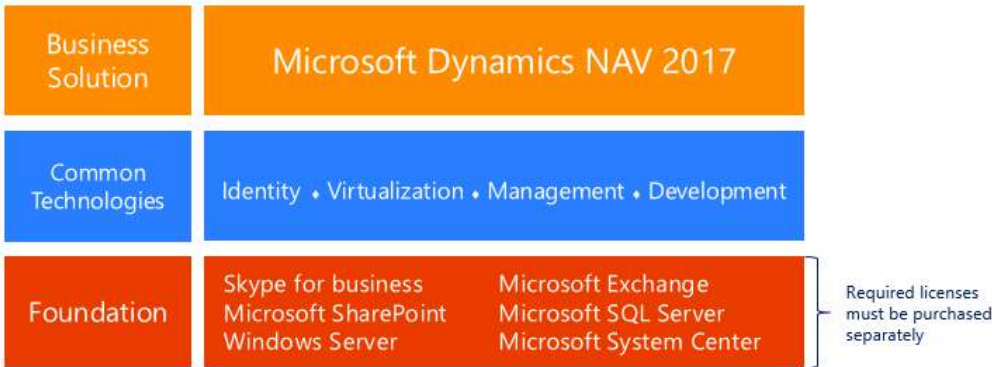 Business
Solution
Microsoft Dynamics NAV 2017
Common
Technologies
Identity ⬩ Virtualization ⬩ Management ⬩ Development
Foundation
Skype for business
Microsoft SharePoint
Windows Server
Microsoft Exchange
Microsoft SQL Server
Microsoft System Center
Required licenses
must be purchased
separately